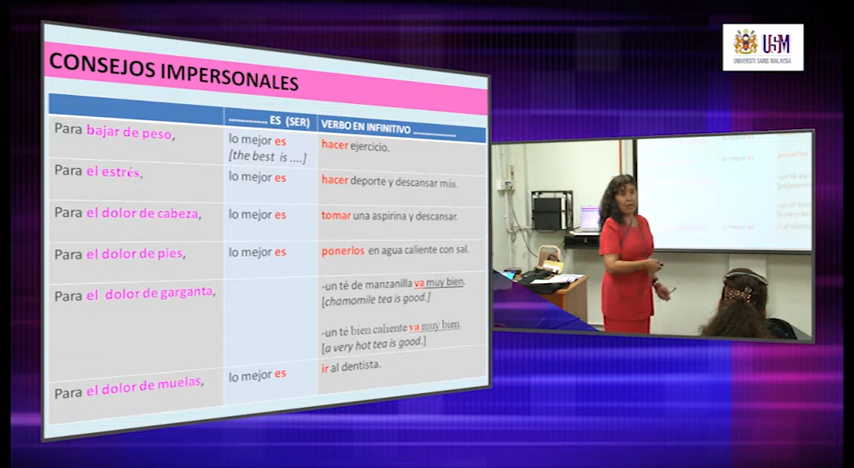 CONSEJOS IMPERSONALES
.............. ES (SER) VERBO EN INFINITIVO ..................
Para bajar de peso, lo mejor es hacer ejercicio.
[the best is ....]
Para el estrés, lo mejor es hacer deporte y descansar más.
Para el dolor de cabeza, lo mejor es tomar una aspirina y descansar.
Para el dolor de pies, lo mejor es ponerlos en agua caliente con sal.
Para el dolor de garganta, -un té de manzanilla va muy bien.
[chamomile tea is good.]
-un té bien caliente va muy bien.
[a very hot tea is good.]
Para el dolor de muelas, lo mejor es ir al dentista.
USM
UNIVERSITI SAINS MALAYSIA
lo mejor es ponerlos